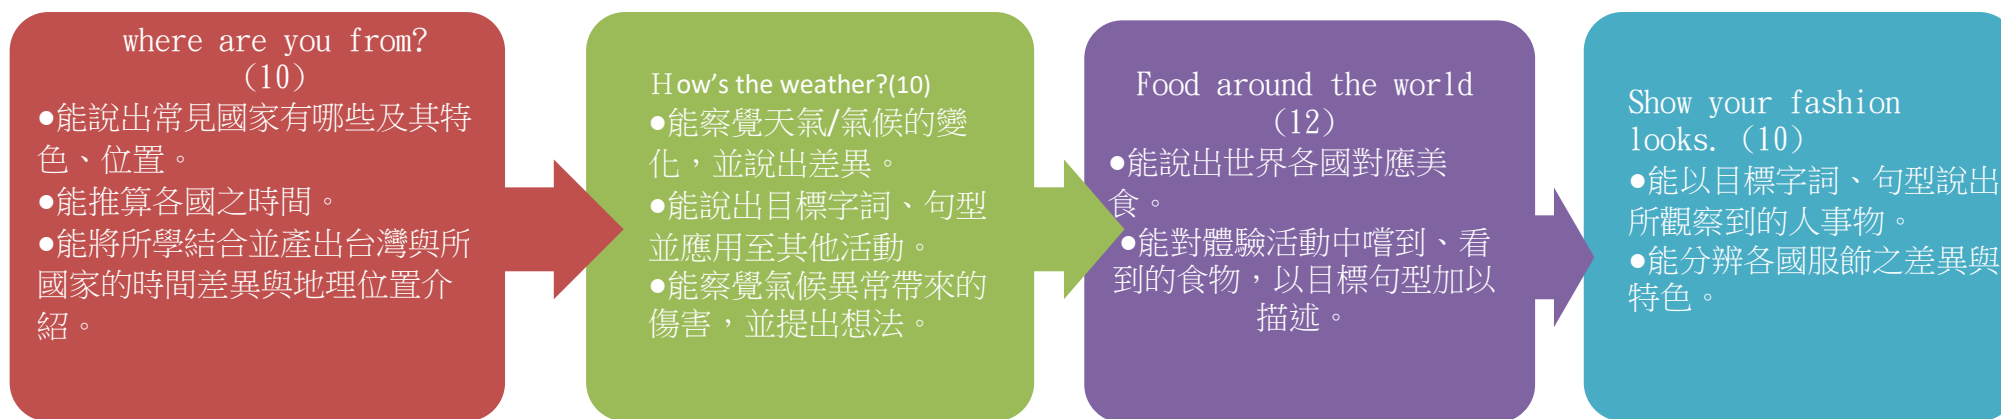 where are you from?
(10)
●能說出常見國家有哪些及其特
色、位置。
●能推算各國之時間。
●能將所學結合並產出台灣與所
國家的時間差異與地理位置介
紹。
How's the weather?(10)
●能察覺天氣/氣候的變
化，並說出差異。
●能說出目標字詞、句型
並應用至其他活動。
●能察覺氣候異常帶來的
傷害，並提出想法。
Food around the world
(12)
●能說出世界各國對應美
食。
●能對體驗活動中嚐到、看
到的食物，以目標句型加以
描述。
Show your fashion
looks. (10)
●能以目標字詞、句型說出
所觀察到的人事物。
●能分辨各國服飾之差異與
特色。